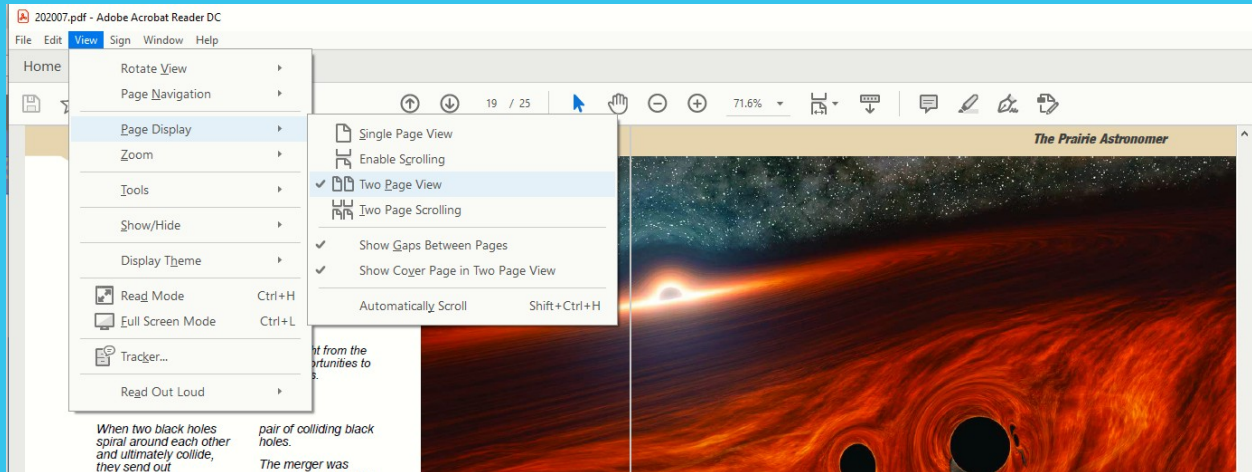 202007.pdf - Adobe Acrobat Reader DC
File Edit View Sign Window Help
Home
19 / 25 71.6%
The Prairie Astronomer
Rotate View
Page Navigation
Page Display
Zoom
Tools
Show/Hide
Display Theme
Read Mode Ctrl+H
Full Screen Mode Ctrl+L
Tracker...
Read Out Loud
Single Page View
Enable Scrolling
Two Page View
Two Page Scrolling
Show Gaps Between Pages
Show Cover Page in Two Page View
Automatically Scroll Shift+Ctrl+H
from the
to
When two black holes
spiral around each other
and ultimately collide,
they send out
pair of colliding black
holes.
The merger was